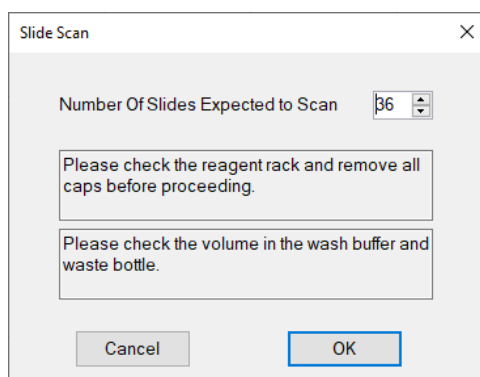 Slide Scan
Number Of Slides Expected to Scan 36
Please check the reagent rack and remove all
caps before proceeding.
Please check the volume in the wash buffer and
waste bottle.
Cancel OK